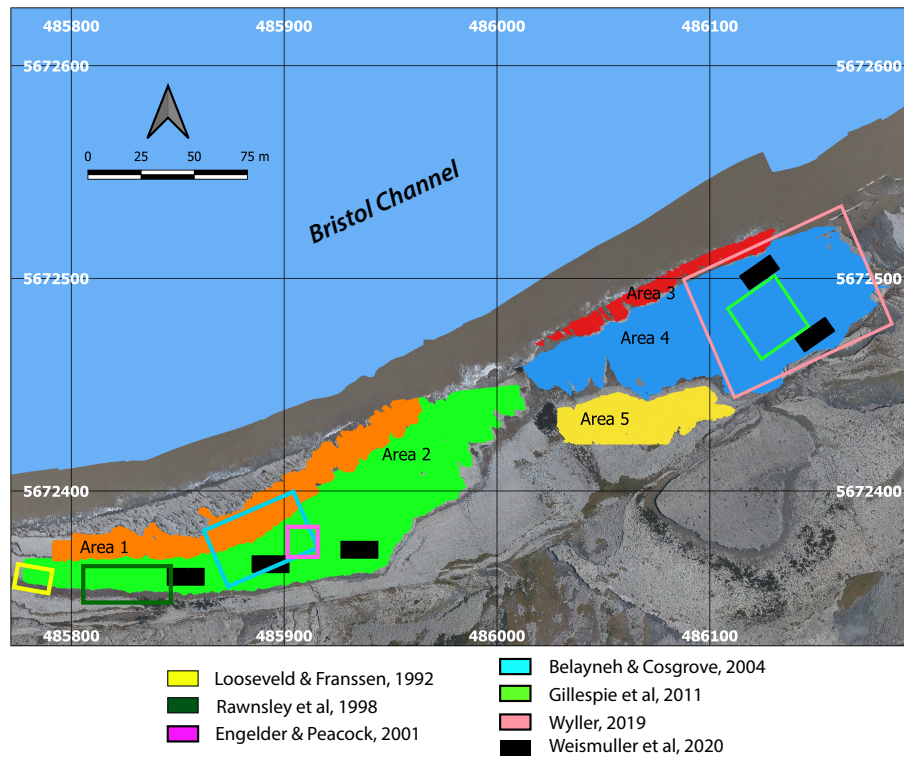 485800 485900 486000 486100
5672600 5672600
0 25 50 75 m
Bristol Channel
5672500 5672500
Area 3
Area 4
Area 5
Area 2
5672400 5672400
Area 1
485800 485900 486000 486100
Looseveld & Franssen, 1992
Rawnsley et al, 1998
Engelder & Peacock, 2001
Belayneh & Cosgrove, 2004
Gillespie et al, 2011
Wyller, 2019
Weismuller et al, 2020